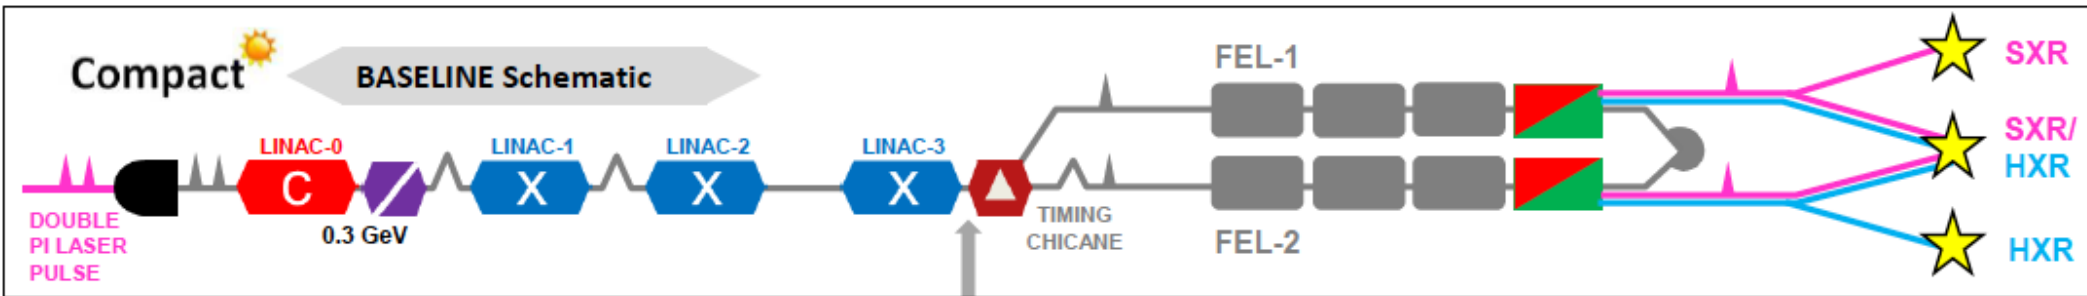 Compact
BASELINE Schematic
FEL-1
SXR
LINAC-0
LINAC-1
LINAC-2
LINAC-3
SXR/
HXR
C
X
X
X
DOUBLE
PI LASER
PULSE
0.3 GeV
TIMING
CHICANE
FEL-2
HXR